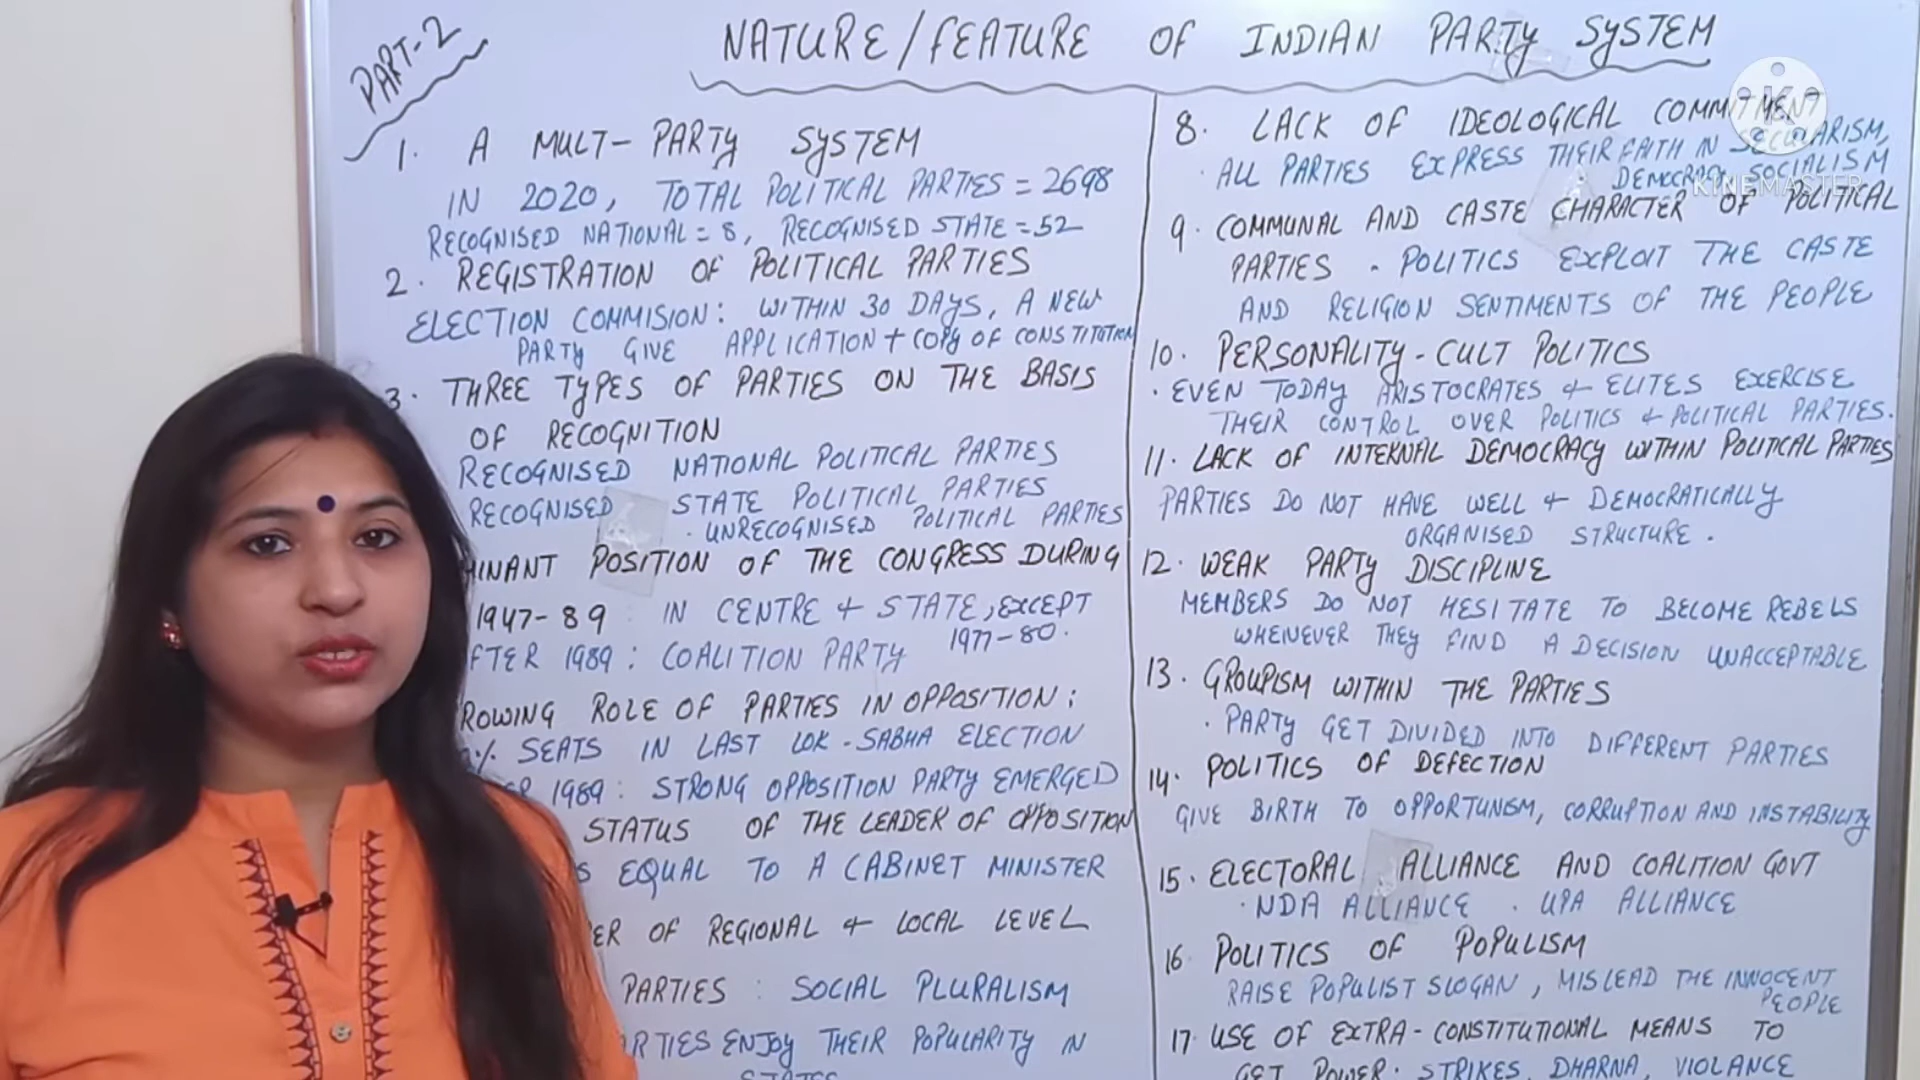 PART-2
NATURE/FEATURE OF INDIAN PARTY SYSTEM
1. A MULT-PARTY SYSTEM
IN 2020, TOTAL POLITICAL PARTIES = 2698
RECOGNISED NATIONAL = 8, RECOGNISED STATE = 52
2. REGISTRATION OF POLITICAL PARTIES
ELECTION COMMISION: WITHIN 30 DAYS, A NEW
PARTY GIVE APPLICATION + COPY OF CONSTITUTION
3. THREE TYPES OF PARTIES ON THE BASIS
OF RECOGNITION
RECOGNISED NATIONAL POLITICAL PARTIES
RECOGNISED STATE POLITICAL PARTIES
. UNRECOGNISED POLITICAL PARTIES
MINANT POSITION OF THE CONGRESS DURING
1947-89 : IN CENTRE & STATE, EXCEPT
1977-80.
FTER 1989 : COALITION PARTY
ROWING ROLE OF PARTIES IN OPPOSITION :
% SEATS IN LAST LOK-SABHA ELECTION
ER 1989 : STRONG OPPOSITION PARTY EMERGED
STATUS OF THE LEADER OF OPPOSITION
S EQUAL TO A CABINET MINISTER
ER OF REGIONAL & LOCAL LEVEL
PARTIES : SOCIAL PLURALISM
ARTIES ENJOY THEIR POPULARITY IN
STATES
8. LACK OF IDEOLOGICAL COMMITMENT
. ALL PARTIES EXPRESS THEIR FAITH IN SECULARISM,
DEMOCRACY, SOCIALISM
9. COMMUNAL AND CASTE CHARACTER OF POLITICAL
PARTIES . POLITICS EXPLOIT THE CASTE
AND RELIGION SENTIMENTS OF THE PEOPLE
10. PERSONALITY-CULT POLITICS
. EVEN TODAY ARISTOCRATES & ELITES EXERCISE
THEIR CONTROL OVER POLITICS & POLITICAL PARTIES.
11. LACK OF INTERNAL DEMOCRACY WITHIN POLITICAL PARTIES
PARTIES DO NOT HAVE WELL & DEMOCRATICALLY
ORGANISED STRUCTURE .
12. WEAK PARTY DISCIPLINE
MEMBERS DO NOT HESITATE TO BECOME REBELS
WHENEVER THEY FIND A DECISION UNACCEPTABLE
13. GROUPISM WITHIN THE PARTIES
. PARTY GET DIVIDED INTO DIFFERENT PARTIES
14. POLITICS OF DEFECTION
GIVE BIRTH TO OPPORTUNISM, CORRUPTION AND INSTABILITY
15. ELECTORAL ALLIANCE AND COALITION GOVT
. NDA ALLIANCE . UPA ALLIANCE
16 POLITICS OF POPULISM
RAISE POPULIST SLOGAN, MISLEAD THE INNOCENT
PEOPLE
17. USE OF EXTRA-CONSTITUTIONAL MEANS TO
GET POWER. STRIKES, DHARNA, VIOLANCE
K
KINEMASTER